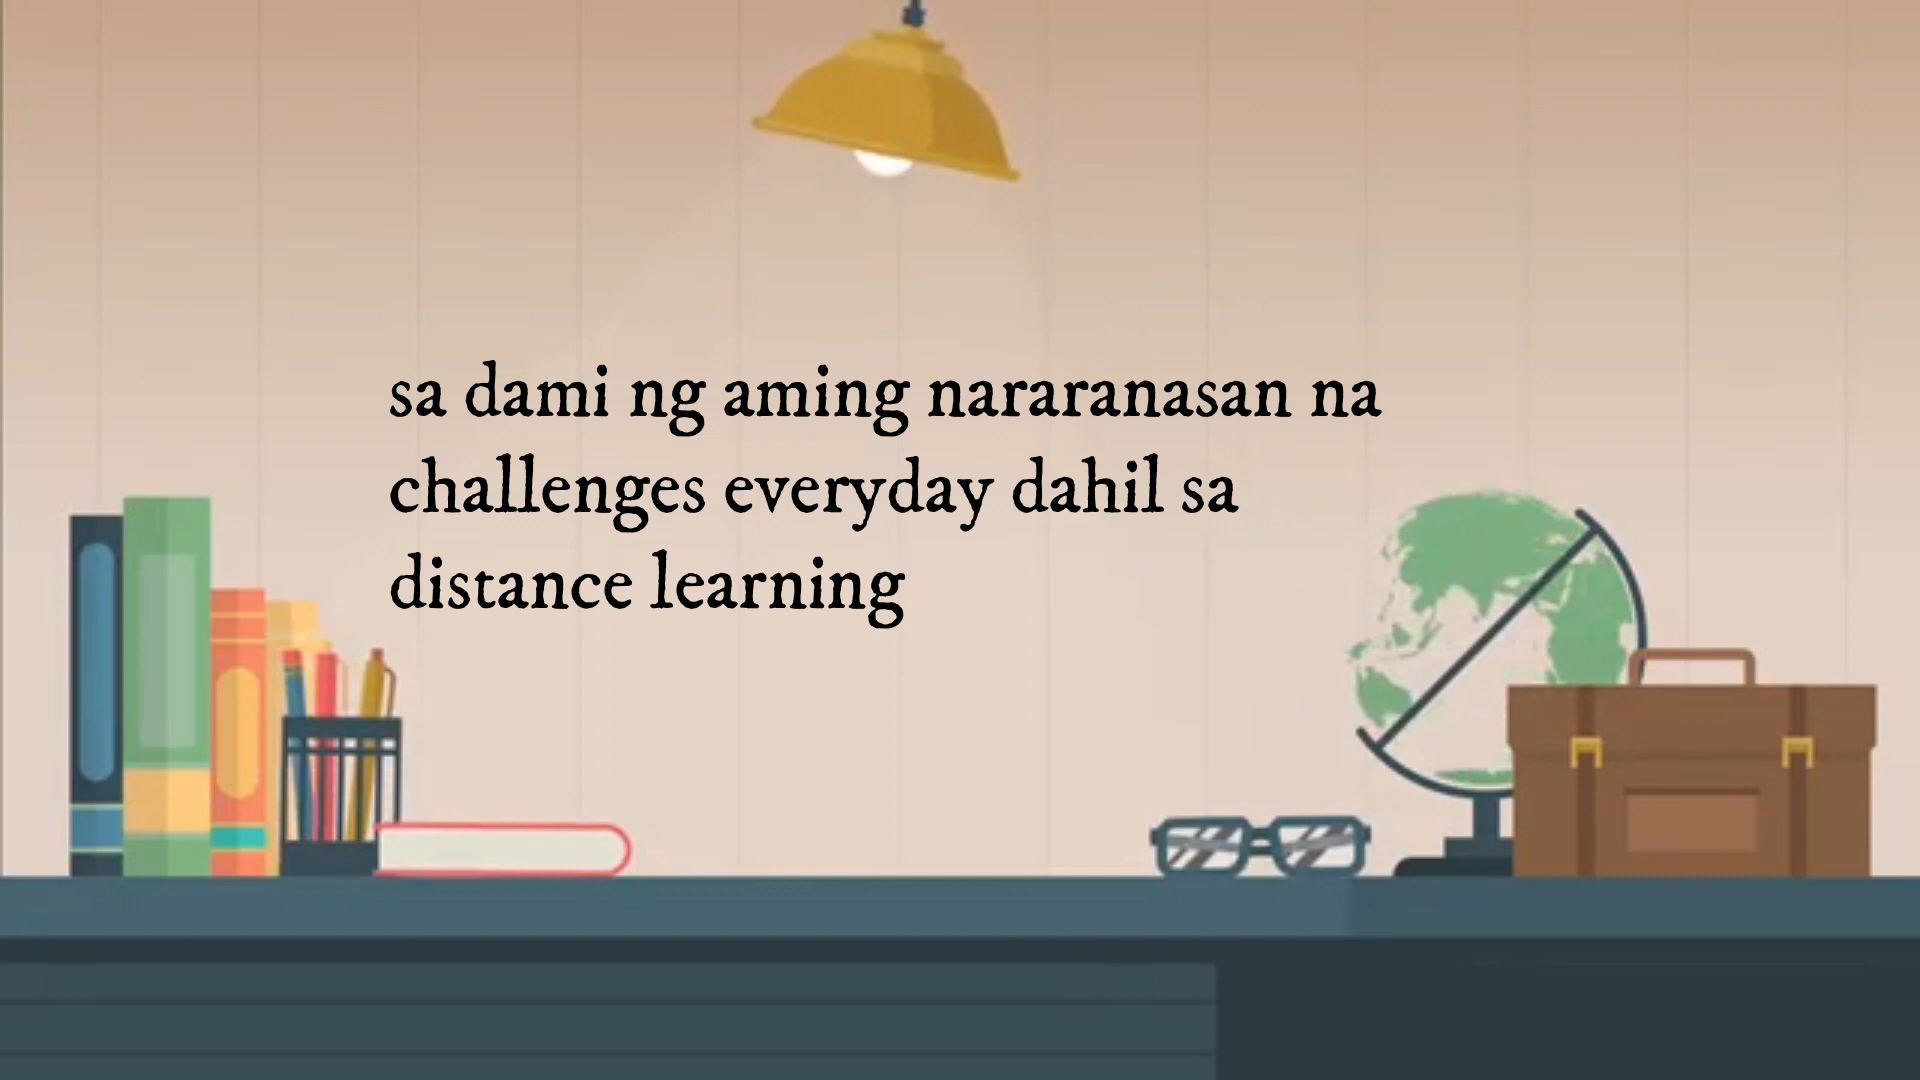 sa dami ng aming nararanasan na
challenges everyday dahil sa
distance learning